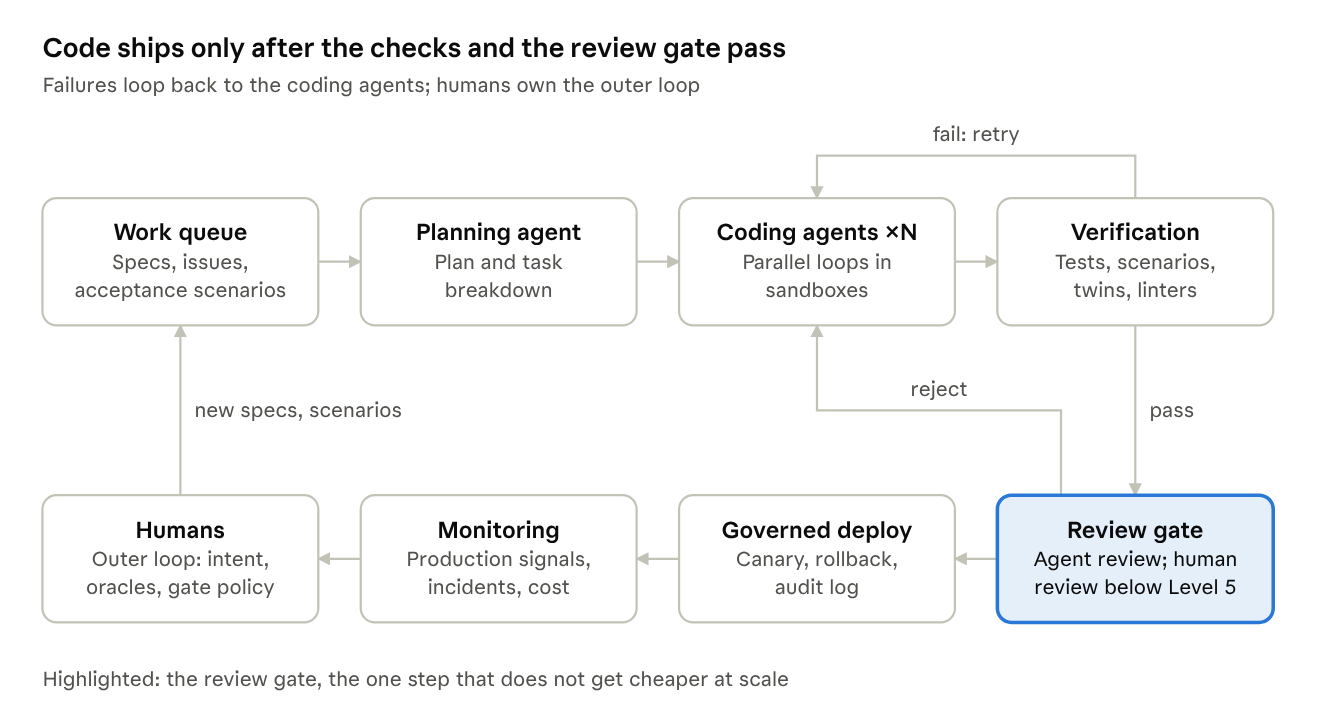 Code ships only after the checks and the review gate pass
Failures loop back to the coding agents; humans own the outer loop
fail: retry
Work queue
Specs, issues,
acceptance scenarios
Planning agent
Plan and task
breakdown
Coding agents ×N
Parallel loops in
sandboxes
Verification
Tests, scenarios,
twins, linters
new specs, scenarios
reject
pass
Humans
Outer loop: intent,
oracles, gate policy
Monitoring
Production signals,
incidents, cost
Governed deploy
Canary, rollback,
audit log
Review gate
Agent review; human
review below Level 5
Highlighted: the review gate, the one step that does not get cheaper at scale